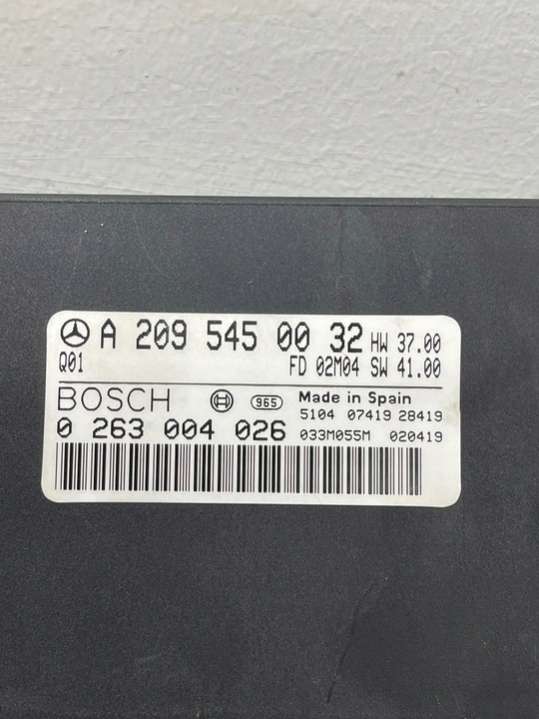 A 209 545 00 32 HW 37.00
Q01 FD 02M04 SW 41.00
BOSCH 965 Made in Spain
5104 07419 28419
0 263 004 026 033M055M 020419